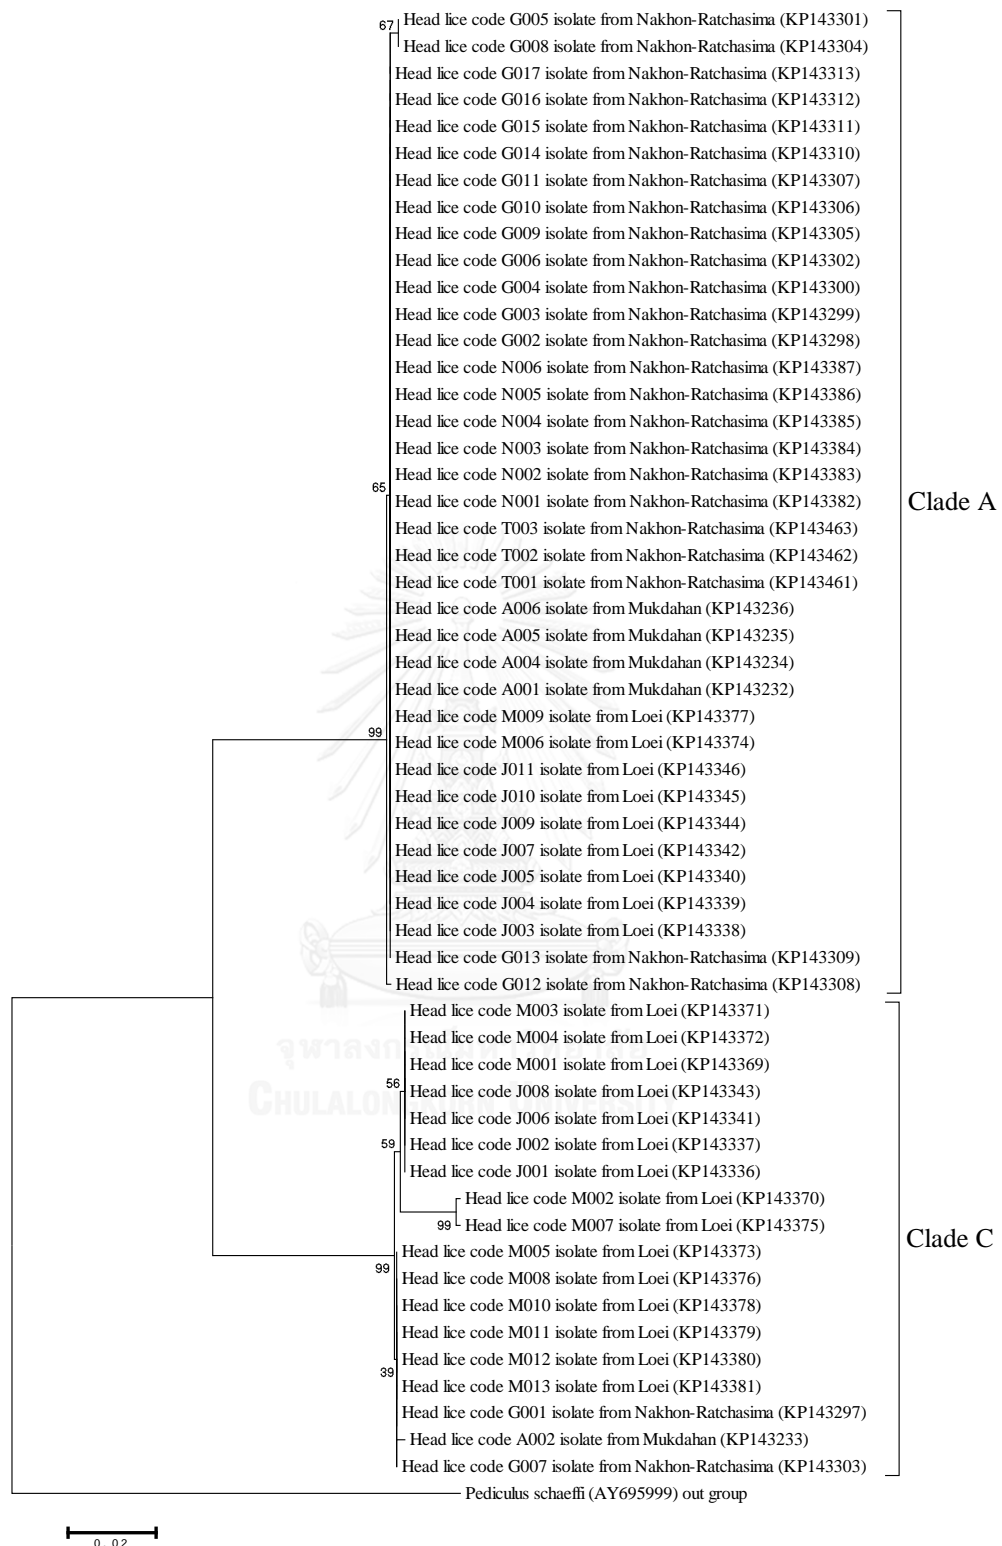 67
Head lice code G005 isolate from Nakhon-Ratchasima (KP143301)
Head lice code G008 isolate from Nakhon-Ratchasima (KP143304)
Head lice code G017 isolate from Nakhon-Ratchasima (KP143313)
Head lice code G016 isolate from Nakhon-Ratchasima (KP143312)
Head lice code G015 isolate from Nakhon-Ratchasima (KP143311)
Head lice code G014 isolate from Nakhon-Ratchasima (KP143310)
Head lice code G011 isolate from Nakhon-Ratchasima (KP143307)
Head lice code G010 isolate from Nakhon-Ratchasima (KP143306)
Head lice code G009 isolate from Nakhon-Ratchasima (KP143305)
Head lice code G006 isolate from Nakhon-Ratchasima (KP143302)
Head lice code G004 isolate from Nakhon-Ratchasima (KP143300)
Head lice code G003 isolate from Nakhon-Ratchasima (KP143299)
Head lice code G002 isolate from Nakhon-Ratchasima (KP143298)
Head lice code N006 isolate from Nakhon-Ratchasima (KP143387)
Head lice code N005 isolate from Nakhon-Ratchasima (KP143386)
Head lice code N004 isolate from Nakhon-Ratchasima (KP143385)
Head lice code N003 isolate from Nakhon-Ratchasima (KP143384)
Head lice code N002 isolate from Nakhon-Ratchasima (KP143383)
65
Head lice code N001 isolate from Nakhon-Ratchasima (KP143382)
Clade A
Head lice code T003 isolate from Nakhon-Ratchasima (KP143463)
Head lice code T002 isolate from Nakhon-Ratchasima (KP143462)
Head lice code T001 isolate from Nakhon-Ratchasima (KP143461)
Head lice code A006 isolate from Mukdahan (KP143236)
Head lice code A005 isolate from Mukdahan (KP143235)
Head lice code A004 isolate from Mukdahan (KP143234)
Head lice code A001 isolate from Mukdahan (KP143232)
Head lice code M009 isolate from Loei (KP143377)
99
Head lice code M006 isolate from Loei (KP143374)
Head lice code J011 isolate from Loei (KP143346)
Head lice code J010 isolate from Loei (KP143345)
Head lice code J009 isolate from Loei (KP143344)
Head lice code J007 isolate from Loei (KP143342)
Head lice code J005 isolate from Loei (KP143340)
Head lice code J004 isolate from Loei (KP143339)
Head lice code J003 isolate from Loei (KP143338)
Head lice code G013 isolate from Nakhon-Ratchasima (KP143309)
Head lice code G012 isolate from Nakhon-Ratchasima (KP143308)
Head lice code M003 isolate from Loei (KP143371)
Head lice code M004 isolate from Loei (KP143372)
จุฬาลงกรณ์มหาวิทยาลัย
Head lice code M001 isolate from Loei (KP143369)
56
Head lice code J008 isolate from Loei (KP143343)
CHULALONGKORN UNIVERSITY
Head lice code J006 isolate from Loei (KP143341)
59
Head lice code J002 isolate from Loei (KP143337)
Head lice code J001 isolate from Loei (KP143336)
Head lice code M002 isolate from Loei (KP143370)
99
Head lice code M007 isolate from Loei (KP143375)
Clade C
Head lice code M005 isolate from Loei (KP143373)
99
Head lice code M008 isolate from Loei (KP143376)
Head lice code M010 isolate from Loei (KP143378)
Head lice code M011 isolate from Loei (KP143379)
Head lice code M012 isolate from Loei (KP143380)
39
Head lice code M013 isolate from Loei (KP143381)
Head lice code G001 isolate from Nakhon-Ratchasima (KP143297)
Head lice code A002 isolate from Mukdahan (KP143233)
Head lice code G007 isolate from Nakhon-Ratchasima (KP143303)
Pediculus schaeffi (AY695999) out group
0.02